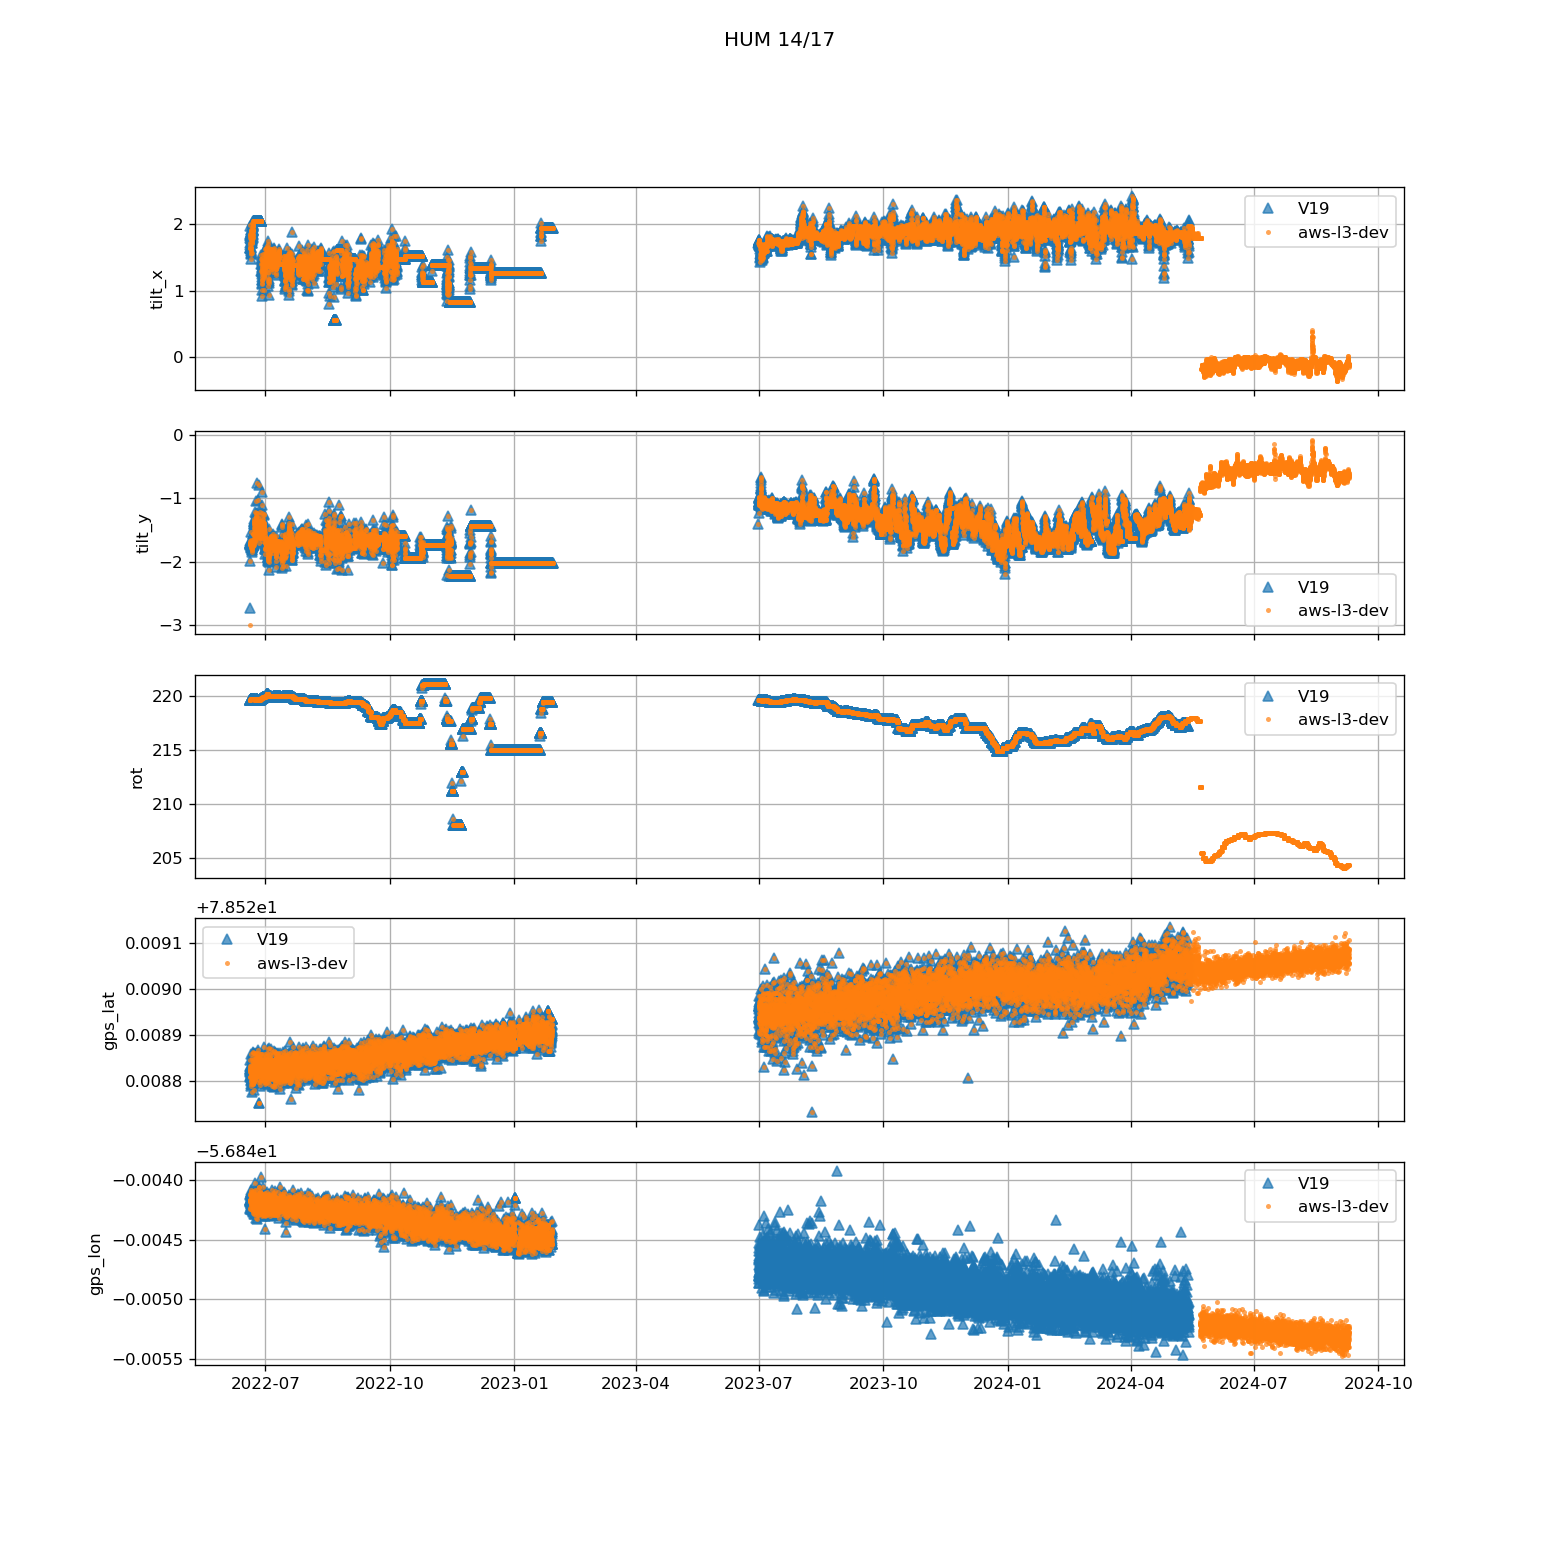 HUM 14/17
2
1
0
tilt_x
V19
aws-l3-dev
0
−1
−2
−3
tilt_y
V19
aws-l3-dev
220
215
210
205
rot
V19
aws-l3-dev
+7.852e1
0.0091
0.0090
0.0089
0.0088
gps_lat
V19
aws-l3-dev
−5.684e1
−0.0040
−0.0045
−0.0050
−0.0055
gps_lon
V19
aws-l3-dev
2022-07 2022-10 2023-01 2023-04 2023-07 2023-10 2024-01 2024-04 2024-07 2024-10